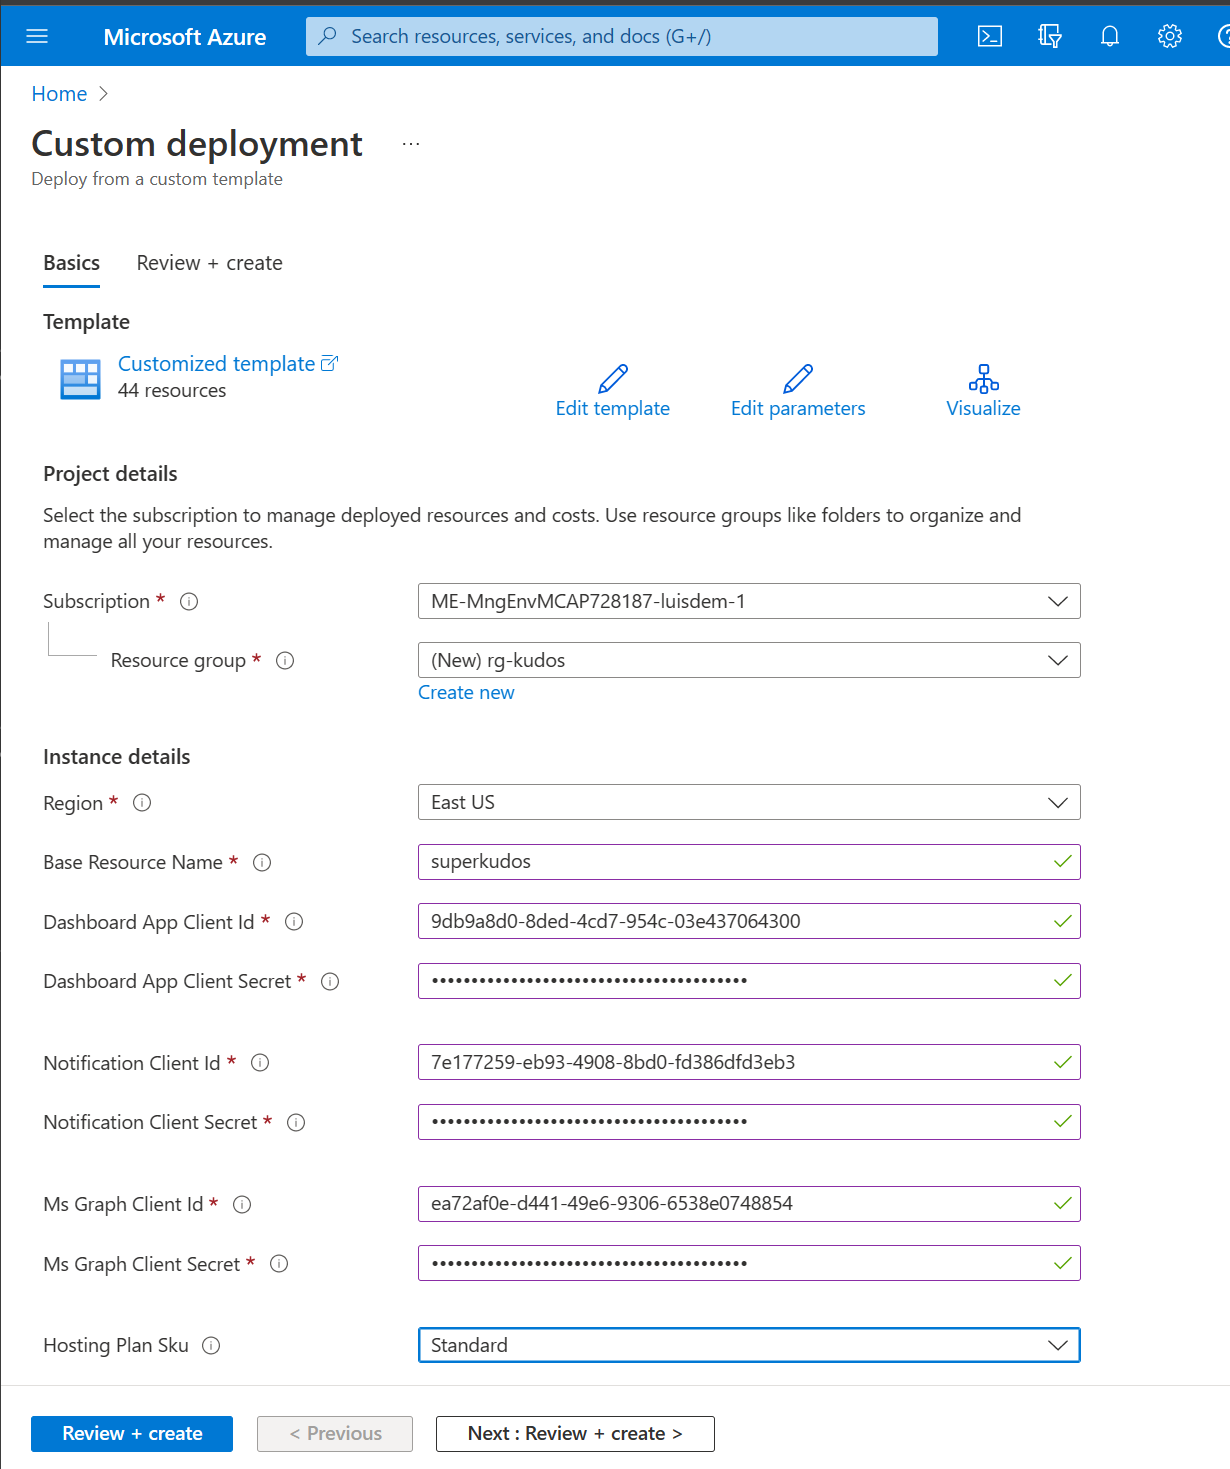 Microsoft Azure
Search resources, services, and docs (G+/)
Home >
Custom deployment ...
Deploy from a custom template
Basics Review + create
Template
Customized template
44 resources
Edit template Edit parameters Visualize
Project details
Select the subscription to manage deployed resources and costs. Use resource groups like folders to organize and
manage all your resources.
Subscription * ME-MngEnvMCAP728187-luisdem-1
Resource group * (New) rg-kudos
Create new
Instance details
Region * East US
Base Resource Name * superkudos
Dashboard App Client Id * 9db9a8d0-8ded-4cd7-954c-03e437064300
Dashboard App Client Secret * ••••••••••••••••••••••••••••••••••••••••
Notification Client Id * 7e177259-eb93-4908-8bd0-fd386dfd3eb3
Notification Client Secret * ••••••••••••••••••••••••••••••••••••••••
Ms Graph Client Id * ea72af0e-d441-49e6-9306-6538e0748854
Ms Graph Client Secret * ••••••••••••••••••••••••••••••••••••••••
Hosting Plan Sku Standard
Review + create < Previous Next : Review + create >